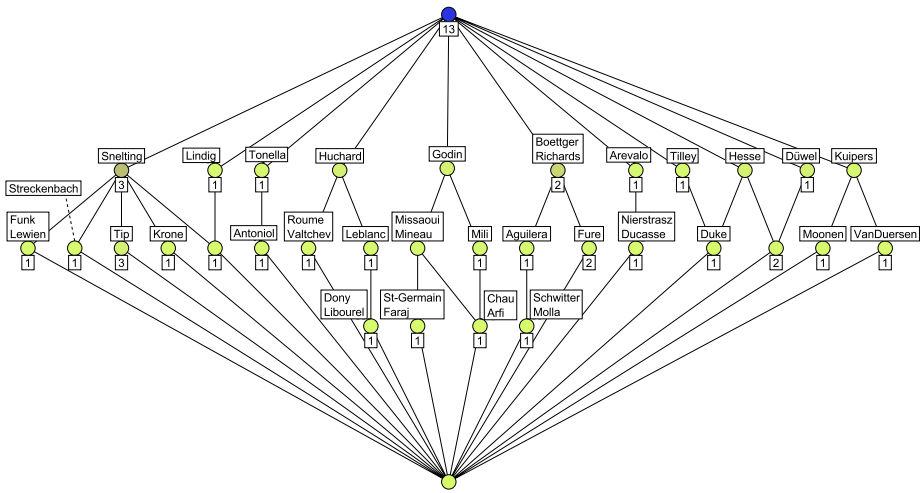 13
Snelting
3
Lindig
1
Tonella
1
Huchard
Godin
Boettger
Richards
2
Arevalo
1
Tilley
1
Hesse
Düwel
1
Kuipers
Streckenbach
1
Funk
Lewien
1
Tip
3
Krone
1
1
Antoniol
1
Roume
Valtchev
1
Leblanc
1
Missaoui
Mineau
Mili
1
Aguilera
1
Fure
2
Nierstrasz
Ducasse
1
Duke
1
2
Moonen
1
VanDuersen
1
Dony
Libourel
1
St-Germain
Faraj
1
Chau
Arfi
1
Schwitter
Molla
1